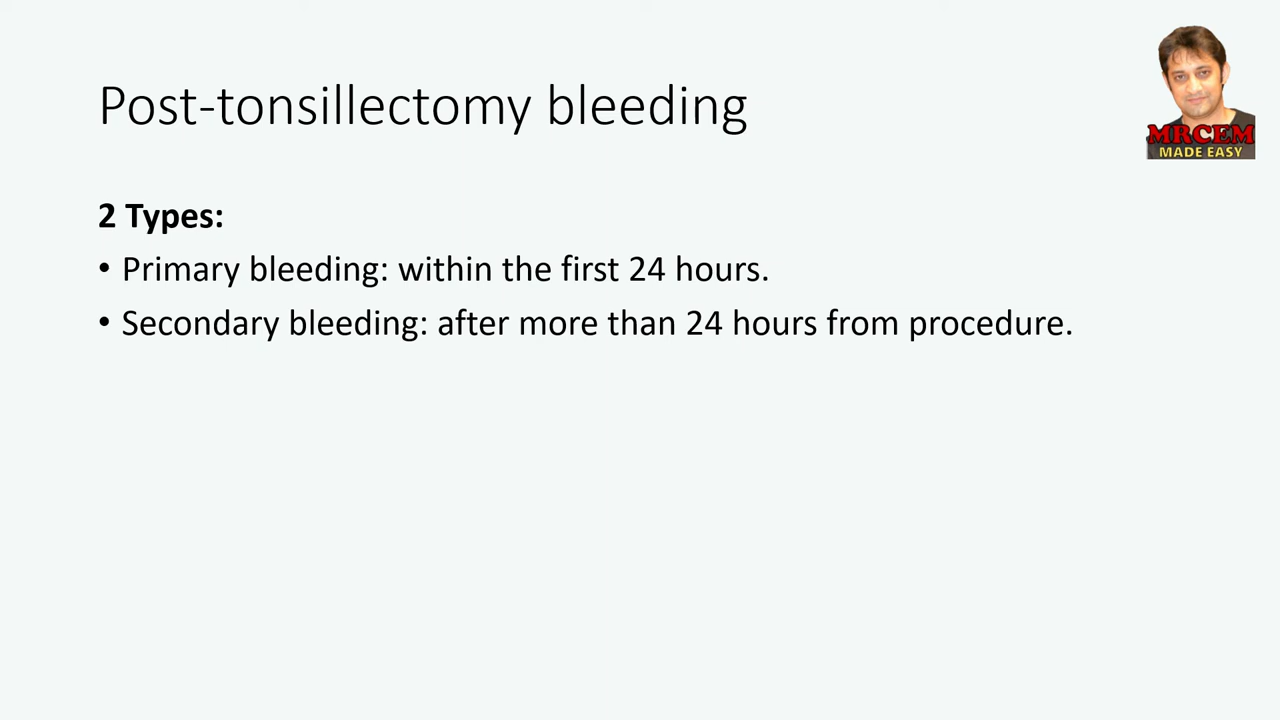 Post-tonsillectomy bleeding
MRCEM
MADE EASY
2 Types:
• Primary bleeding: within the first 24 hours.
• Secondary bleeding: after more than 24 hours from procedure.